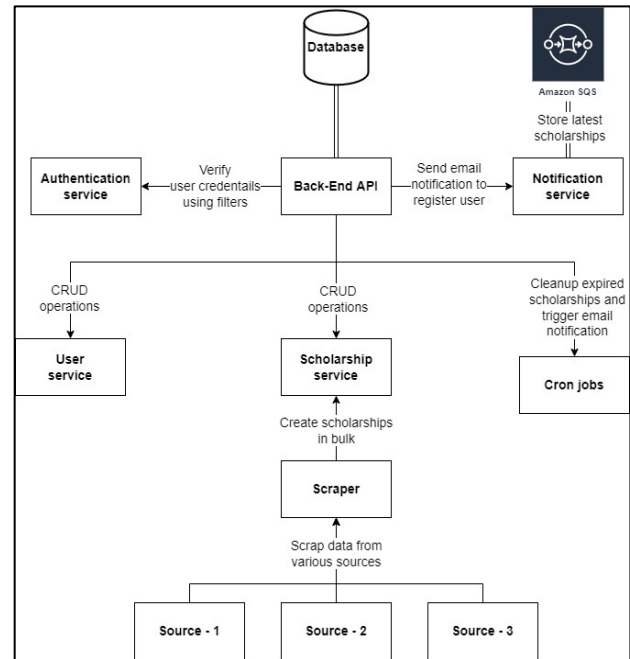 Database
Amazon SQS
Store latest
scholarships
Authentication
service
Verify
user credentails
using filters
Back-End API
Send email
notification to
register user
Notification
service
CRUD
operations
CRUD
operations
Cleanup expired
scholarships and
trigger email
notification
User
service
Scholarship
service
Cron jobs
Create scholarships
in bulk
Scraper
Scrap data from
various sources
Source - 1
Source - 2
Source - 3